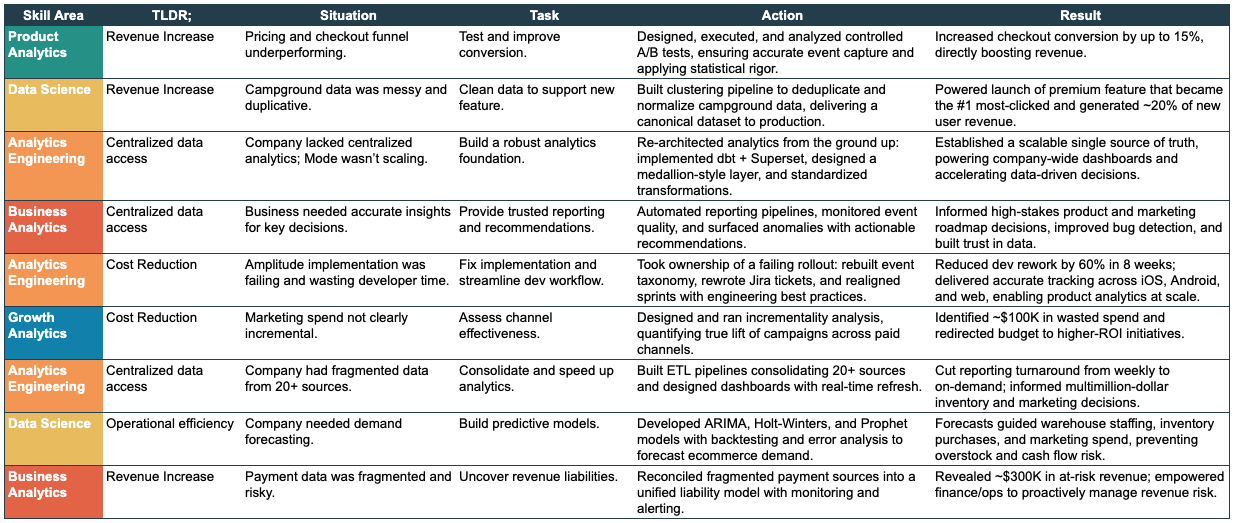 Skill Area TLDR; Situation Task Action Result
Product Analytics
Revenue Increase
Pricing and checkout funnel
underperforming.
Test and improve
conversion.
Designed, executed, and analyzed controlled
A/B tests, ensuring accurate event capture and
applying statistical rigor.
Increased checkout conversion by up to 15%,
directly boosting revenue.
Data Science
Revenue Increase
Campground data was messy and
duplicative.
Clean data to support new
feature.
Built clustering pipeline to deduplicate and
normalize campground data, delivering a
canonical dataset to production.
Powered launch of premium feature that became
the #1 most-clicked and generated ~20% of new
user revenue.
Analytics
Engineering
Centralized data
access
Company lacked centralized
analytics; Mode wasn't scaling.
Build a robust analytics
foundation.
Re-architected analytics from the ground up:
implemented dbt + Superset, designed a
medallion-style layer, and standardized
transformations.
Established a scalable single source of truth,
powering company-wide dashboards and
accelerating data-driven decisions.
Business
Analytics
Centralized data
access
Business needed accurate insights
for key decisions.
Provide trusted reporting
and recommendations.
Automated reporting pipelines, monitored event
quality, and surfaced anomalies with actionable
recommendations.
Informed high-stakes product and marketing
roadmap decisions, improved bug detection, and
built trust in data.
Analytics
Engineering
Cost Reduction
Amplitude implementation was
failing and wasting developer time.
Fix implementation and
streamline dev workflow.
Took ownership of a failing rollout: rebuilt event
taxonomy, rewrote Jira tickets, and realigned
sprints with engineering best practices.
Reduced dev rework by 60% in 8 weeks;
delivered accurate tracking across iOS, Android,
and web, enabling product analytics at scale.
Growth
Analytics
Cost Reduction
Marketing spend not clearly
incremental.
Assess channel
effectiveness.
Designed and ran incrementality analysis,
quantifying true lift of campaigns across paid
channels.
Identified ~$100K in wasted spend and
redirected budget to higher-ROI initiatives.
Analytics
Engineering
Centralized data
access
Company had fragmented data
from 20+ sources.
Consolidate and speed up
analytics.
Built ETL pipelines consolidating 20+ sources
and designed dashboards with real-time refresh.
Cut reporting turnaround from weekly to
on-demand; informed multimillion-dollar
inventory and marketing decisions.
Data Science
Operational efficiency
Company needed demand
forecasting.
Build predictive models.
Developed ARIMA, Holt-Winters, and Prophet
models with backtesting and error analysis to
forecast ecommerce demand.
Forecasts guided warehouse staffing, inventory
purchases, and marketing spend, preventing
overstock and cash flow risk.
Business
Analytics
Revenue Increase
Payment data was fragmented and
risky.
Uncover revenue liabilities.
Reconciled fragmented payment sources into a
unified liability model with monitoring and
alerting.
Revealed ~$300K in at-risk revenue; empowered
finance/ops to proactively manage revenue risk.